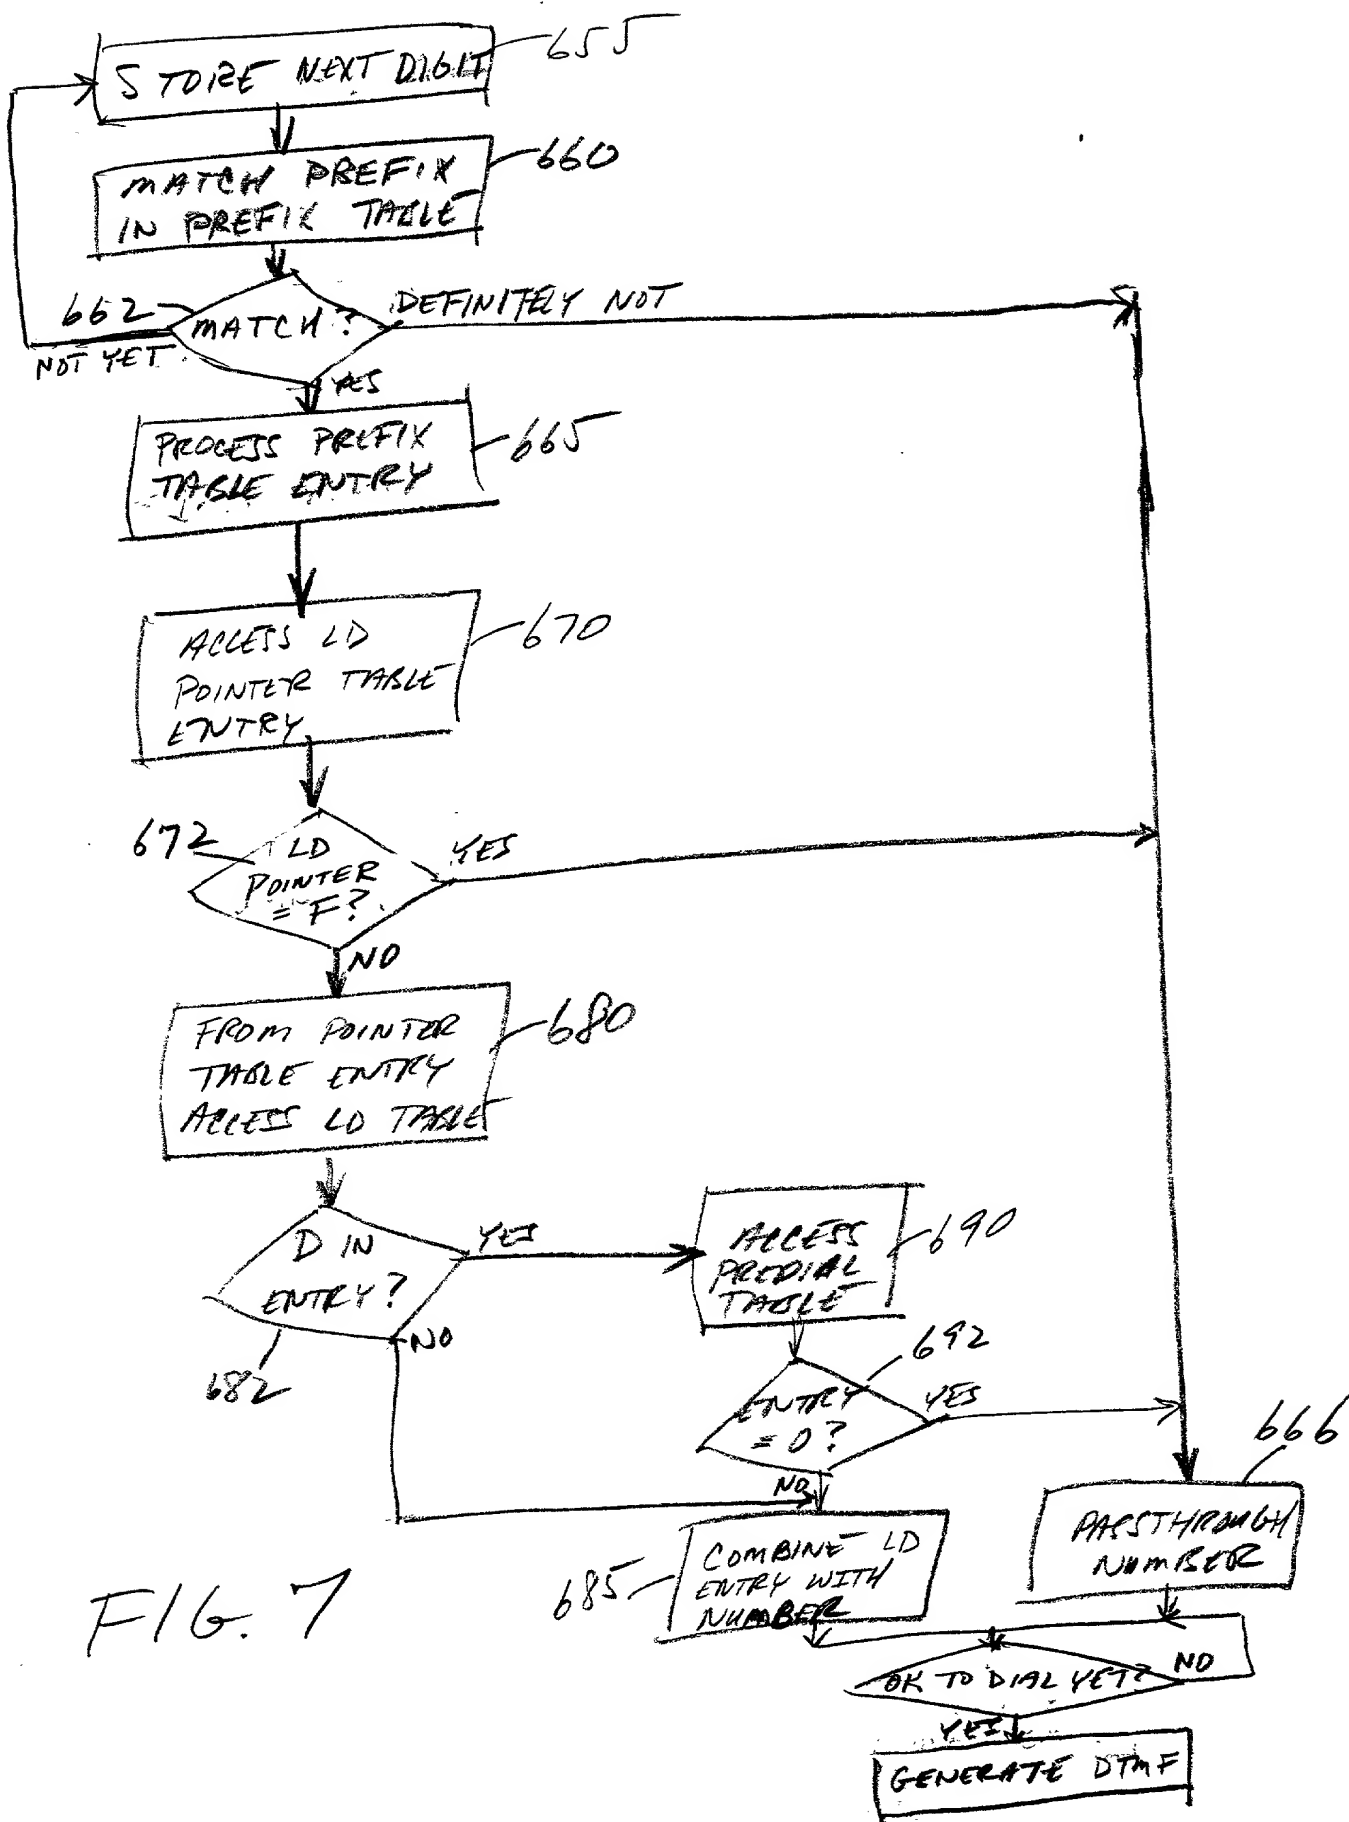 STORE NEXT DIGIT
655
MATCH PREFIX
IN PREFIX TABLE
660
662
MATCH?
DEFINITELY NOT
NOT YET
YES
PROCESS PREFIX
TABLE ENTRY
665
ACCESS LD
POINTER TABLE
ENTRY
670
672
LD
POINTER
= F?
YES
NO
FROM POINTER
TABLE ENTRY
ACCESS LD TABLE
680
D IN
ENTRY?
YES
NO
682
ACCESS
PREDIAL
TABLE
690
692
ENTRY
= 0?
YES
NO
666
PASSTHROUGH
NUMBER
COMBINE LD
ENTRY WITH
NUMBER
685
OK TO DIAL YET?
NO
YES
GENERATE DTMF
FIG. 7